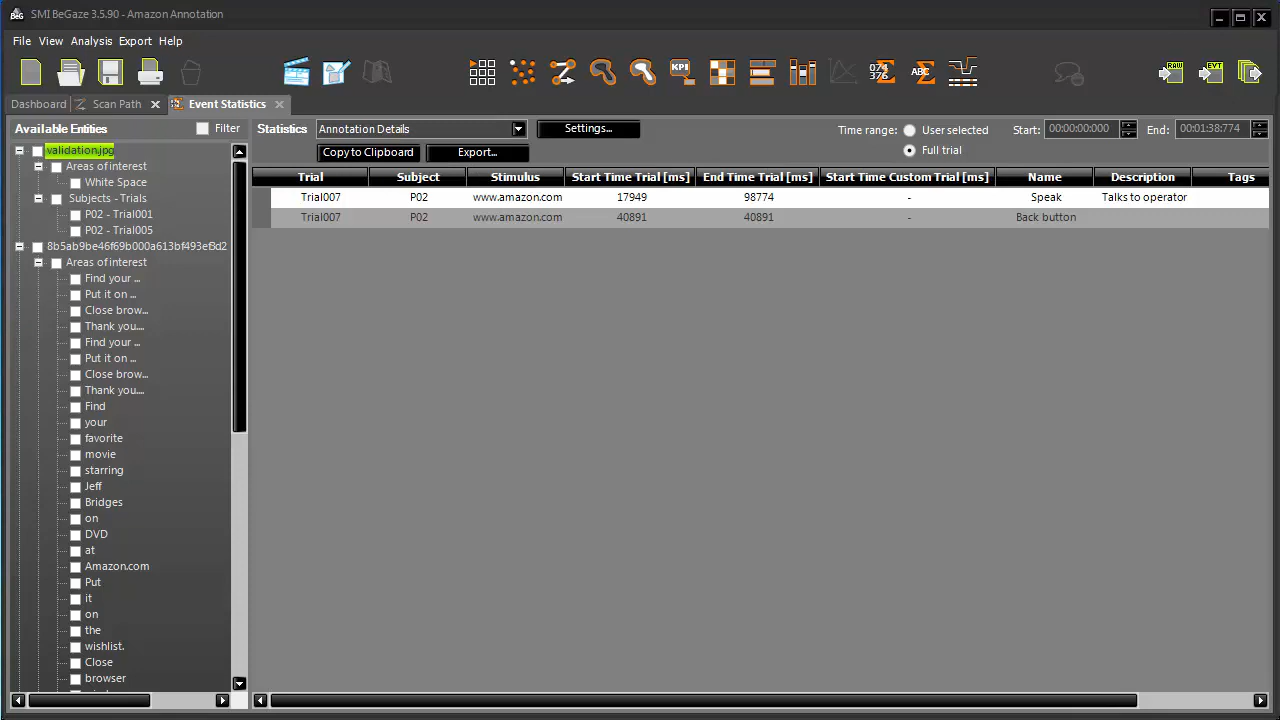 SMI BeGaze 3.5.90 - Amazon Annotation
File View Analysis Export Help
Dashboard Scan Path Event Statistics
Available Entities Filter
Statistics Annotation Details Settings... Time range: User selected Start: 00:00:00:000 End: 00:01:38:774
Copy to Clipboard Export... Full trial
Trial Subject Stimulus Start Time Trial [ms] End Time Trial [ms] Start Time Custom Trial [ms] Name Description Tags
Trial007 P02 www.amazon.com 17949 98774 - Speak Talks to operator
Trial007 P02 www.amazon.com 40891 40891 - Back button
validation.jpg
Areas of interest
White Space
Subjects - Trials
P02 - Trial001
P02 - Trial005
8b5ab9be46f69b000a613bf493ef3d2
Areas of interest
Find your ...
Put it on ...
Close brow...
Thank you....
Find your ...
Put it on ...
Close brow...
Thank you....
Find
your
favorite
movie
starring
Jeff
Bridges
on
DVD
at
Amazon.com
Put
it
on
the
wishlist.
Close
browser